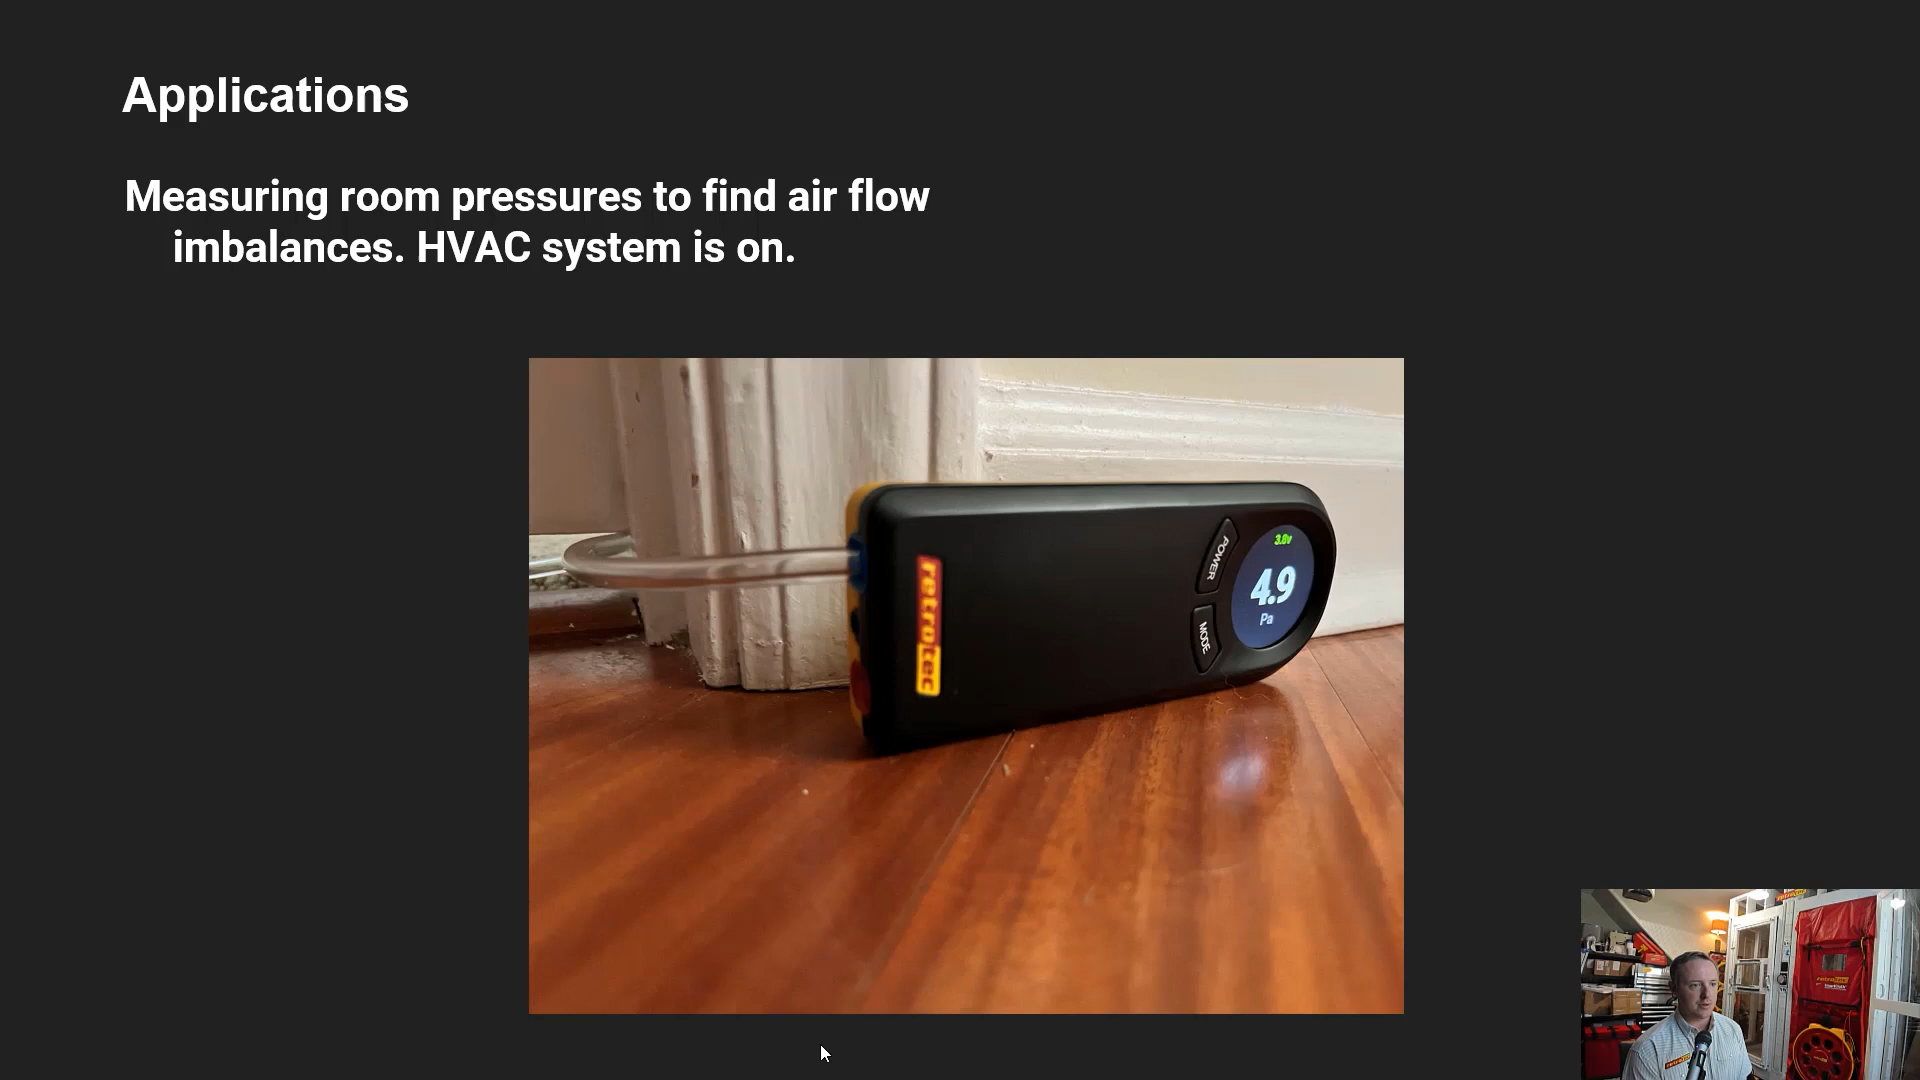 Applications
Measuring room pressures to find air flow
imbalances. HVAC system is on.
3.8v
POWER
4.9
Pa
MODE
retrotec